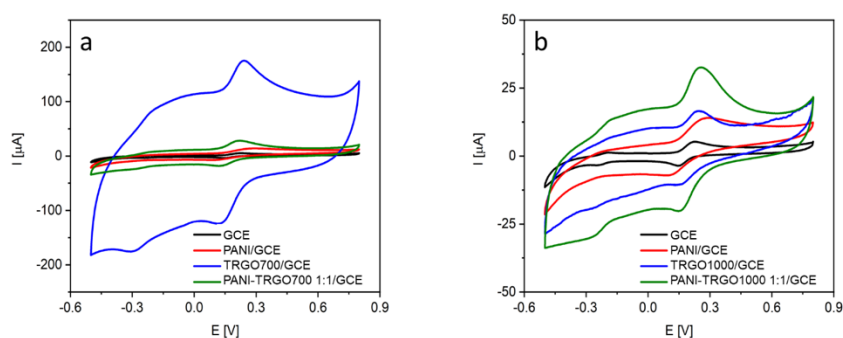 a
200
100
0
-100
-200
I [µA]
GCE
PANI/GCE
TRGO700/GCE
PANI-TRGO700 1:1/GCE
-0.6 -0.3 0.0 0.3 0.6 0.9
E [V]
b
50
25
0
-25
-50
I [µA]
GCE
PANI/GCE
TRGO1000/GCE
PANI-TRGO1000 1:1/GCE
-0.6 -0.3 0.0 0.3 0.6 0.9
E [V]